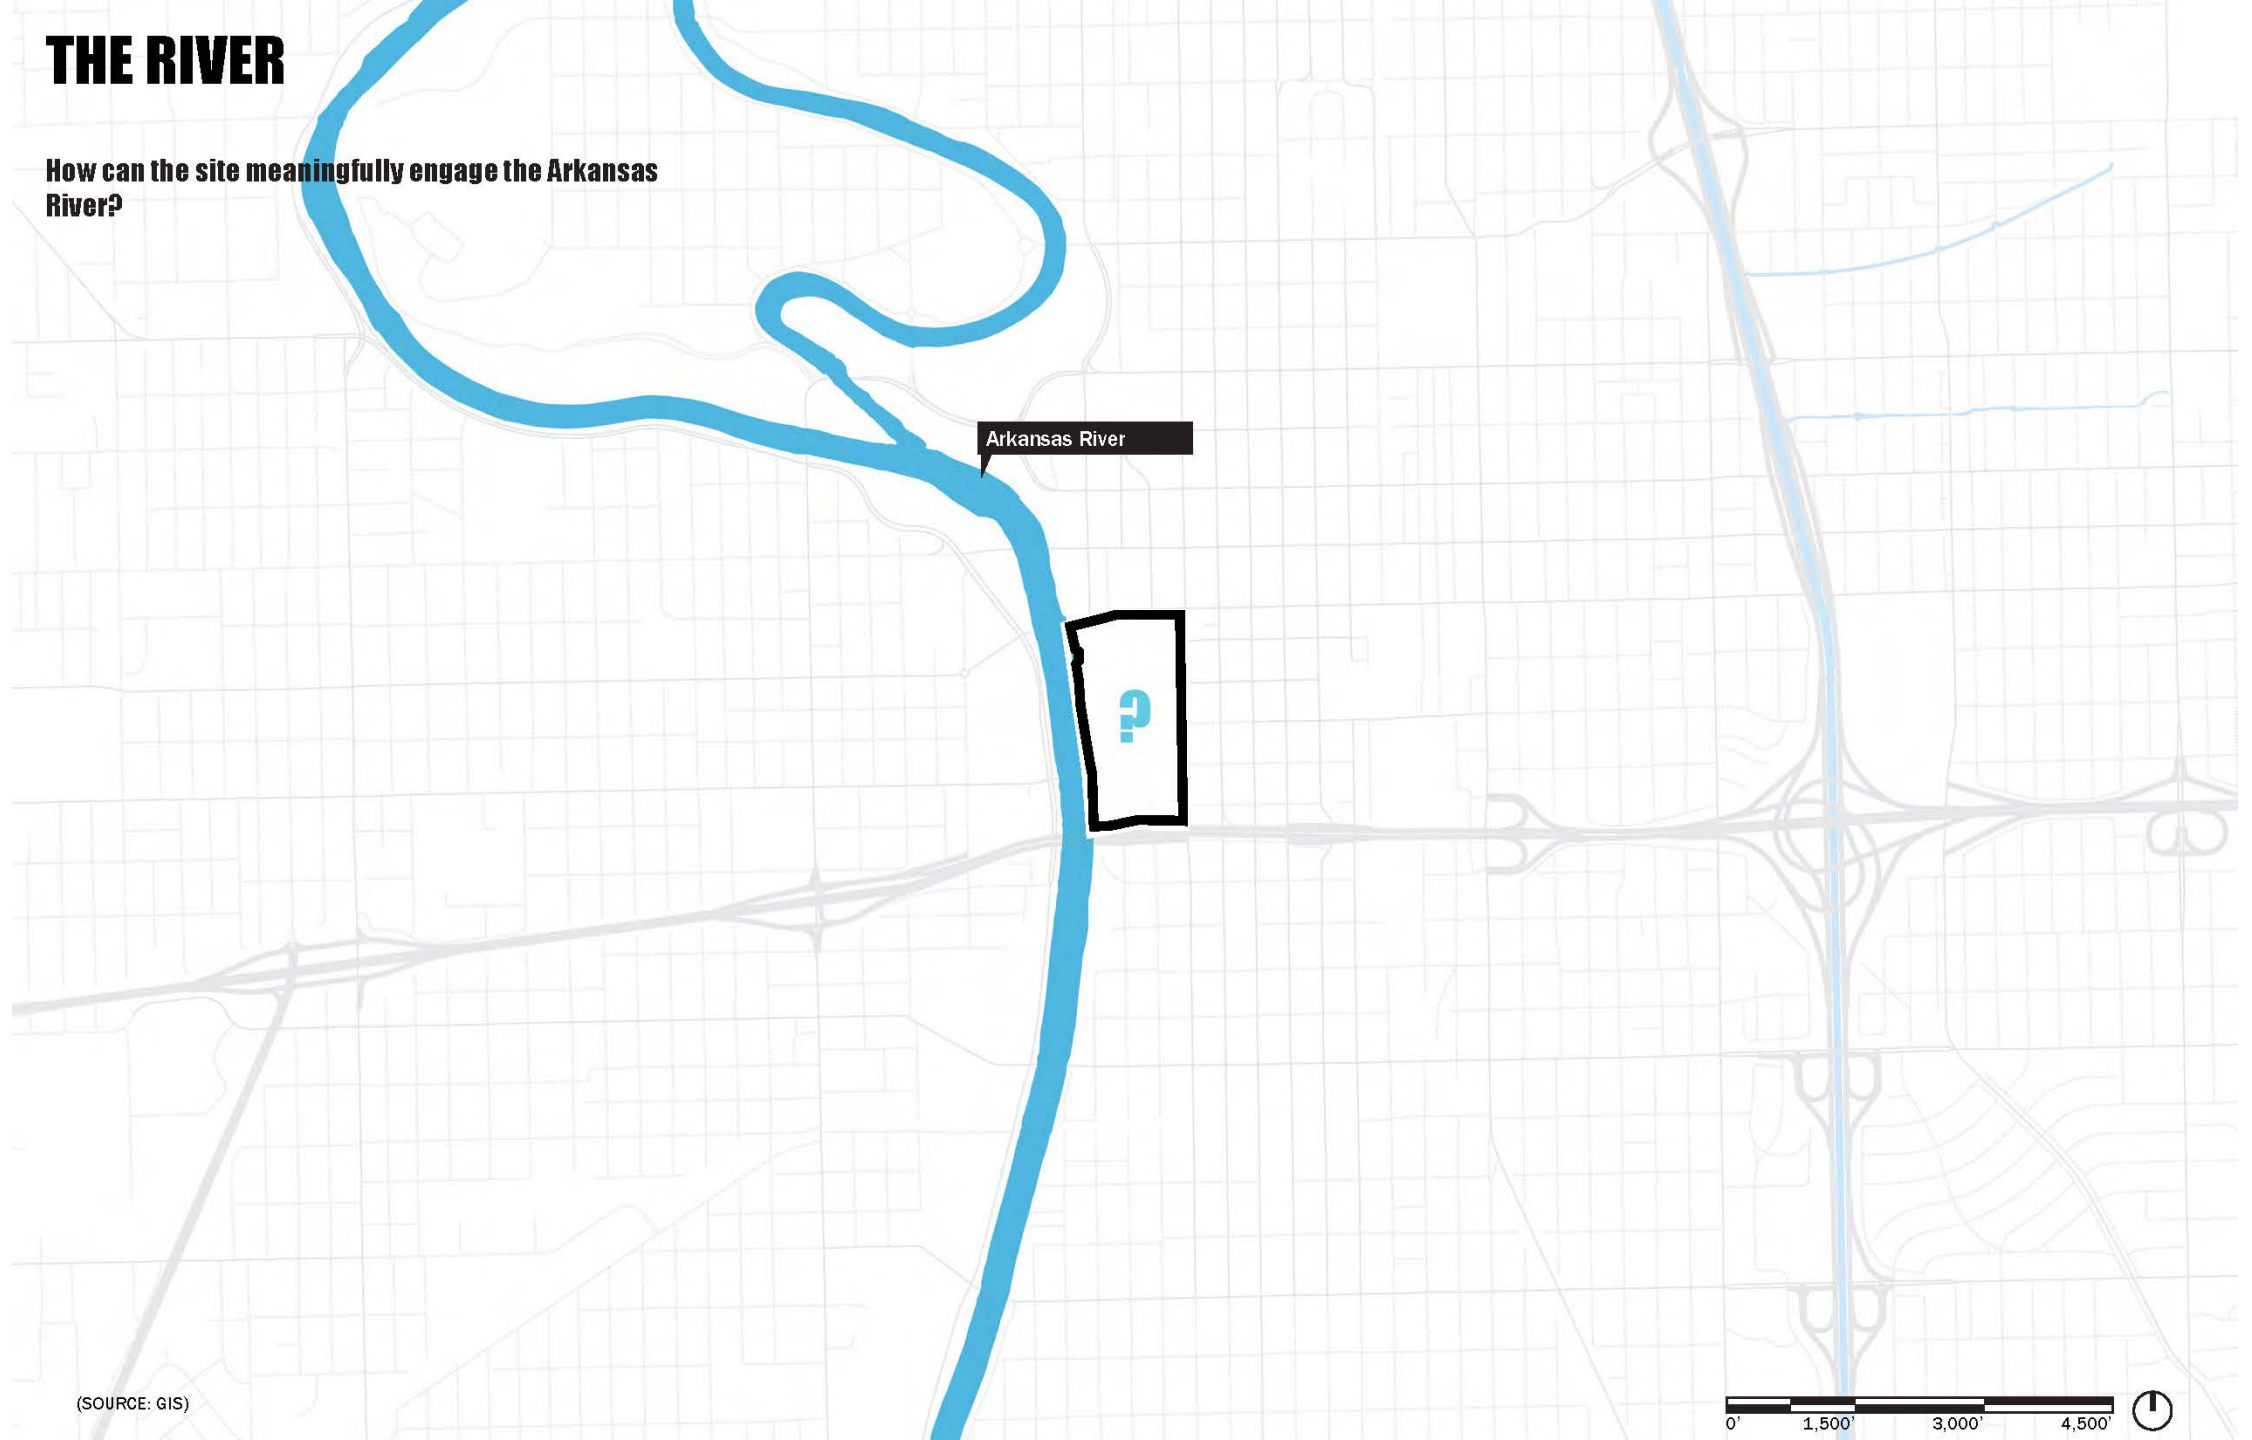 THE RIVER
How can the site meaningfully engage the Arkansas
River?
Arkansas River
?
(SOURCE: GIS)
0' 1,500' 3,000' 4,500'